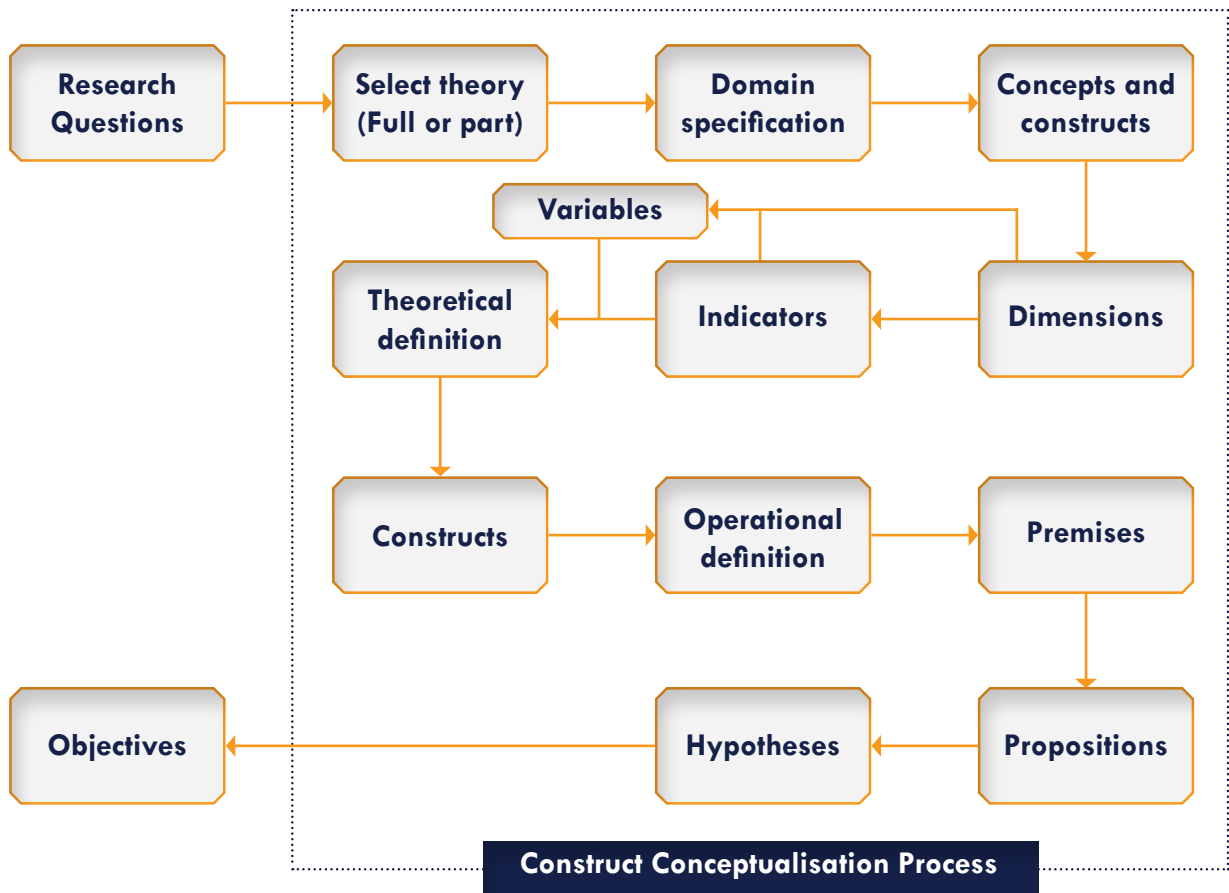 Research
Questions
Select theory
(Full or part)
Domain
specification
Concepts and
constructs
Variables
Theoretical
definition
Indicators
Dimensions
Constructs
Operational
definition
Premises
Objectives
Hypotheses
Propositions
Construct Conceptualisation Process